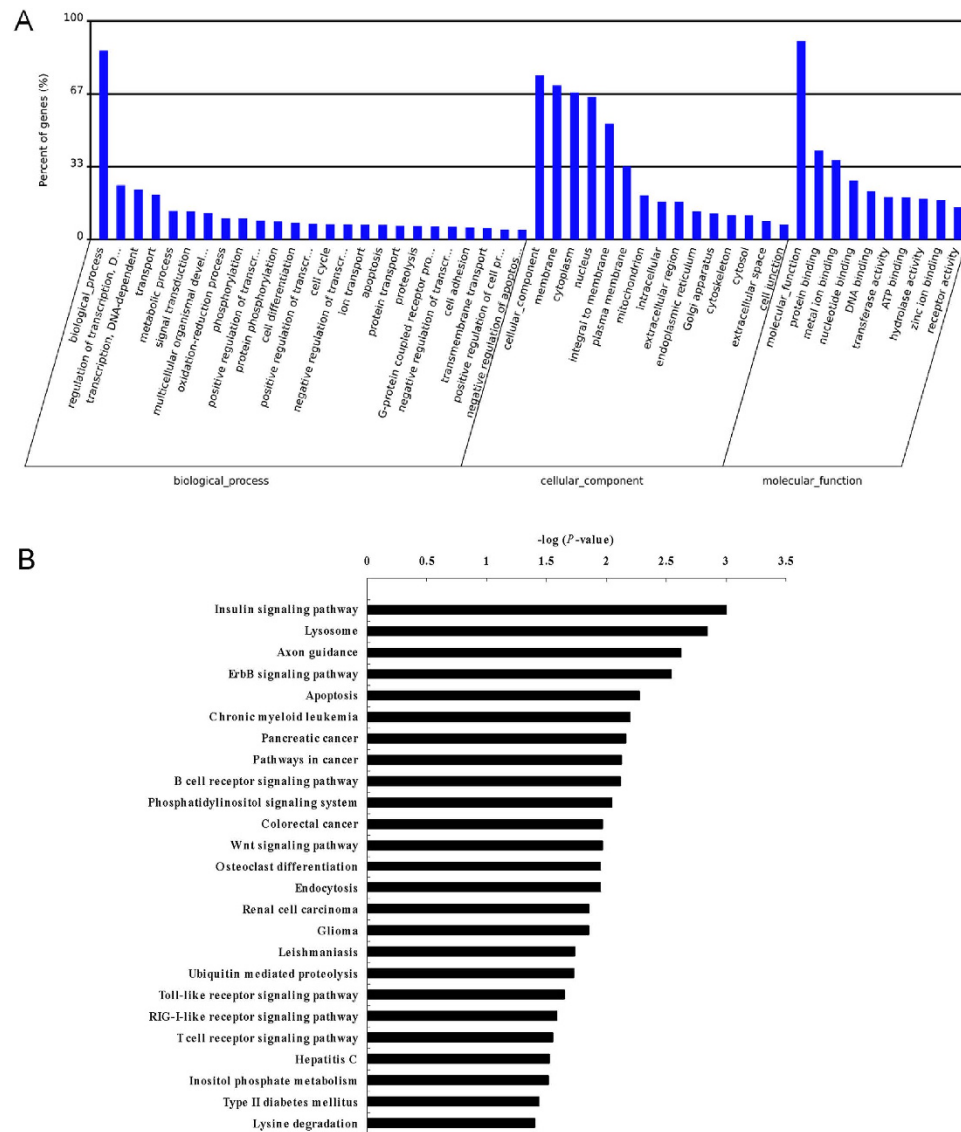 A
Percent of genes (%)
100
67
33
0
biological_process
regulation of transcription, D...
transcription, DNA-dependent
transport
metabolic process
signal transduction
multicellular organismal devel...
oxidation-reduction process
phosphorylation
positive regulation of transcr...
protein phosphorylation
cell differentiation
positive regulation of transcr...
cell cycle
negative regulation of transcr...
ion transport
apoptosis
protein transport
proteolysis
G-protein coupled receptor pro...
negative regulation of transcr...
cell adhesion
transmembrane transport
positive regulation of cell pr...
negative regulation of apoptos...
cellular_component
membrane
cytoplasm
nucleus
integral to membrane
plasma membrane
mitochondrion
intracellular
extracellular region
endoplasmic reticulum
Golgi apparatus
cytoskeleton
cytosol
extracellular space
cell junction
molecular_function
protein binding
metal ion binding
nucleotide binding
DNA binding
transferase activity
ATP binding
hydrolase activity
zinc ion binding
receptor activity
biological_process
cellular_component
molecular_function
B
-log (P-value)
0 0.5 1 1.5 2 2.5 3 3.5
Insulin signaling pathway
Lysosome
Axon guidance
ErbB signaling pathway
Apoptosis
Chronic myeloid leukemia
Pancreatic cancer
Pathways in cancer
B cell receptor signaling pathway
Phosphatidylinositol signaling system
Colorectal cancer
Wnt signaling pathway
Osteoclast differentiation
Endocytosis
Renal cell carcinoma
Glioma
Leishmaniasis
Ubiquitin mediated proteolysis
Toll-like receptor signaling pathway
RIG-I-like receptor signaling pathway
T cell receptor signaling pathway
Hepatitis C
Inositol phosphate metabolism
Type II diabetes mellitus
Lysine degradation